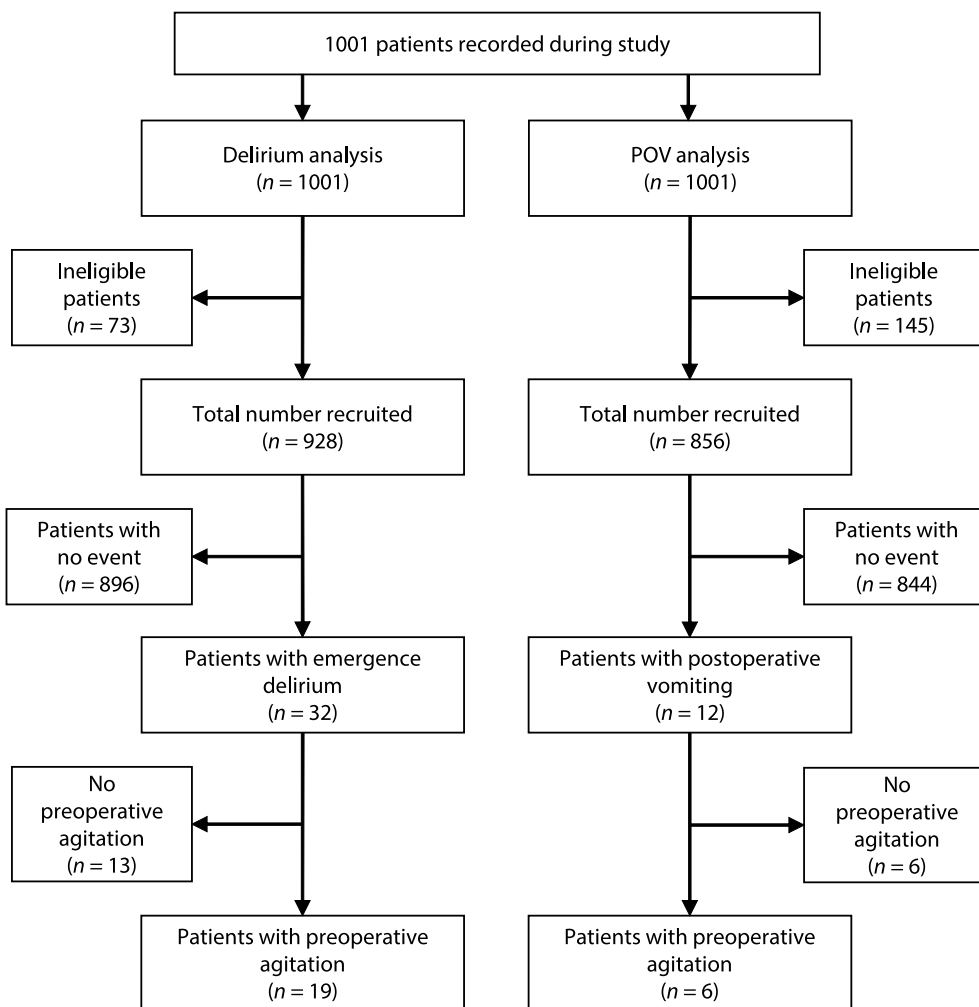 1001 patients recorded during study
Delirium analysis
(n = 1001)
POV analysis
(n = 1001)
Ineligible
patients
(n = 73)
Ineligible
patients
(n = 145)
Total number recruited
(n = 928)
Total number recruited
(n = 856)
Patients with
no event
(n = 896)
Patients with
no event
(n = 844)
Patients with emergence
delirium
(n = 32)
Patients with postoperative
vomiting
(n = 12)
No
preoperative
agitation
(n = 13)
No
preoperative
agitation
(n = 6)
Patients with preoperative
agitation
(n = 19)
Patients with preoperative
agitation
(n = 6)